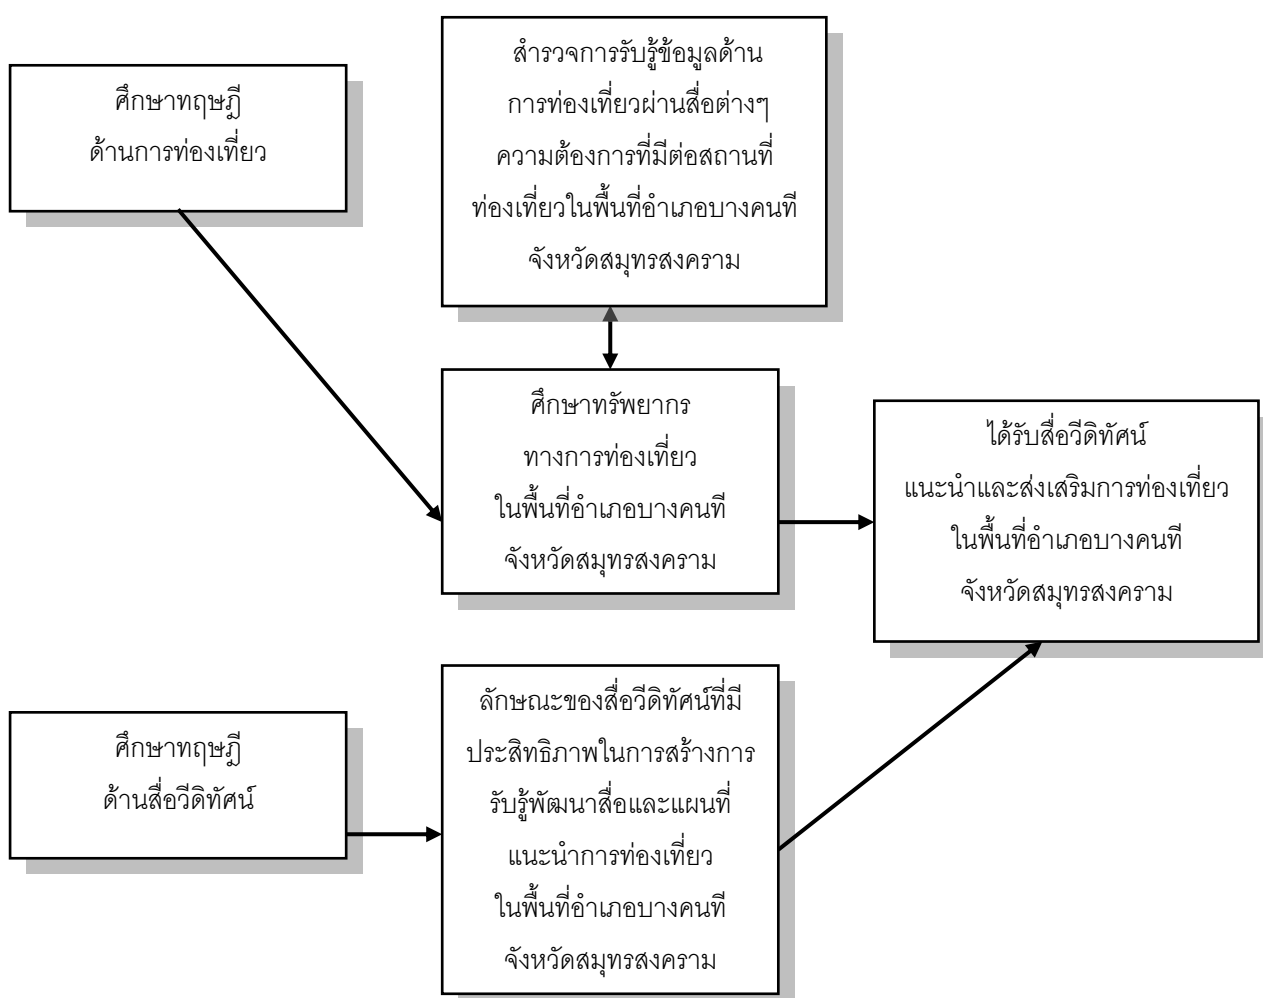 ศึกษาทฤษฎี
ด้านการท่องเที่ยว
สำรวจการรับรู้ข้อมูลด้าน
การท่องเที่ยวผ่านสื่อต่างๆ
ความต้องการที่มีต่อสถานที่
ท่องเที่ยวในพื้นที่อำเภอบางคนที
จังหวัดสมุทรสงคราม
ศึกษาทรัพยากร
ทางการท่องเที่ยว
ในพื้นที่อำเภอบางคนที
จังหวัดสมุทรสงคราม
ได้รับสื่อวีดิทัศน์
แนะนำและส่งเสริมการท่องเที่ยว
ในพื้นที่อำเภอบางคนที
จังหวัดสมุทรสงคราม
ศึกษาทฤษฎี
ด้านสื่อวีดิทัศน์
ลักษณะของสื่อวีดิทัศน์ที่มี
ประสิทธิภาพในการสร้างการ
รับรู้พัฒนาสื่อและแผนที่
แนะนำการท่องเที่ยว
ในพื้นที่อำเภอบางคนที
จังหวัดสมุทรสงคราม